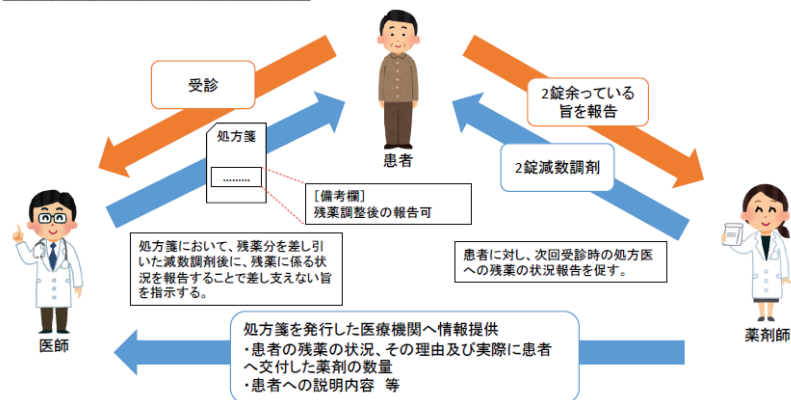 受診
処方箋
………
[備考欄]
残薬調整後の報告可
患者
2錠余っている
旨を報告
2錠減数調剤
処方箋において、残薬分を差し引
いた減数調剤後に、残薬に係る状
況を報告することで差し支えない旨
を指示する。
患者に対し、次回受診時の処方医
への残薬の状況報告を促す。
医師
薬剤師
処方箋を発行した医療機関へ情報提供
・患者の残薬の状況、その理由及び実際に患者
へ交付した薬剤の数量
・患者への説明内容 等